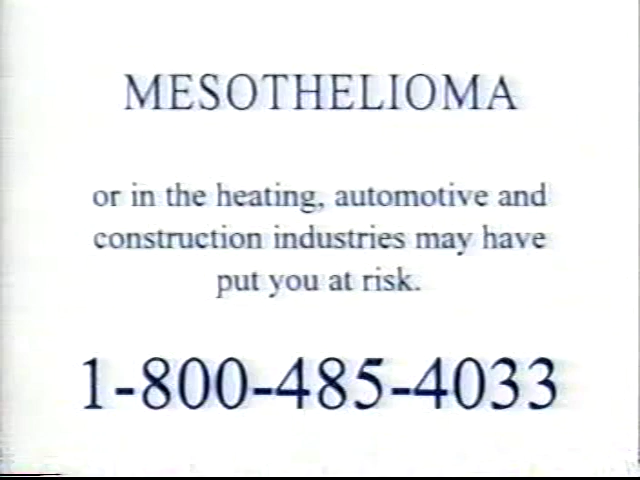 MESOTHELIOMA
or in the heating, automotive and
construction industries may have
put you at risk.
1-800-485-4033